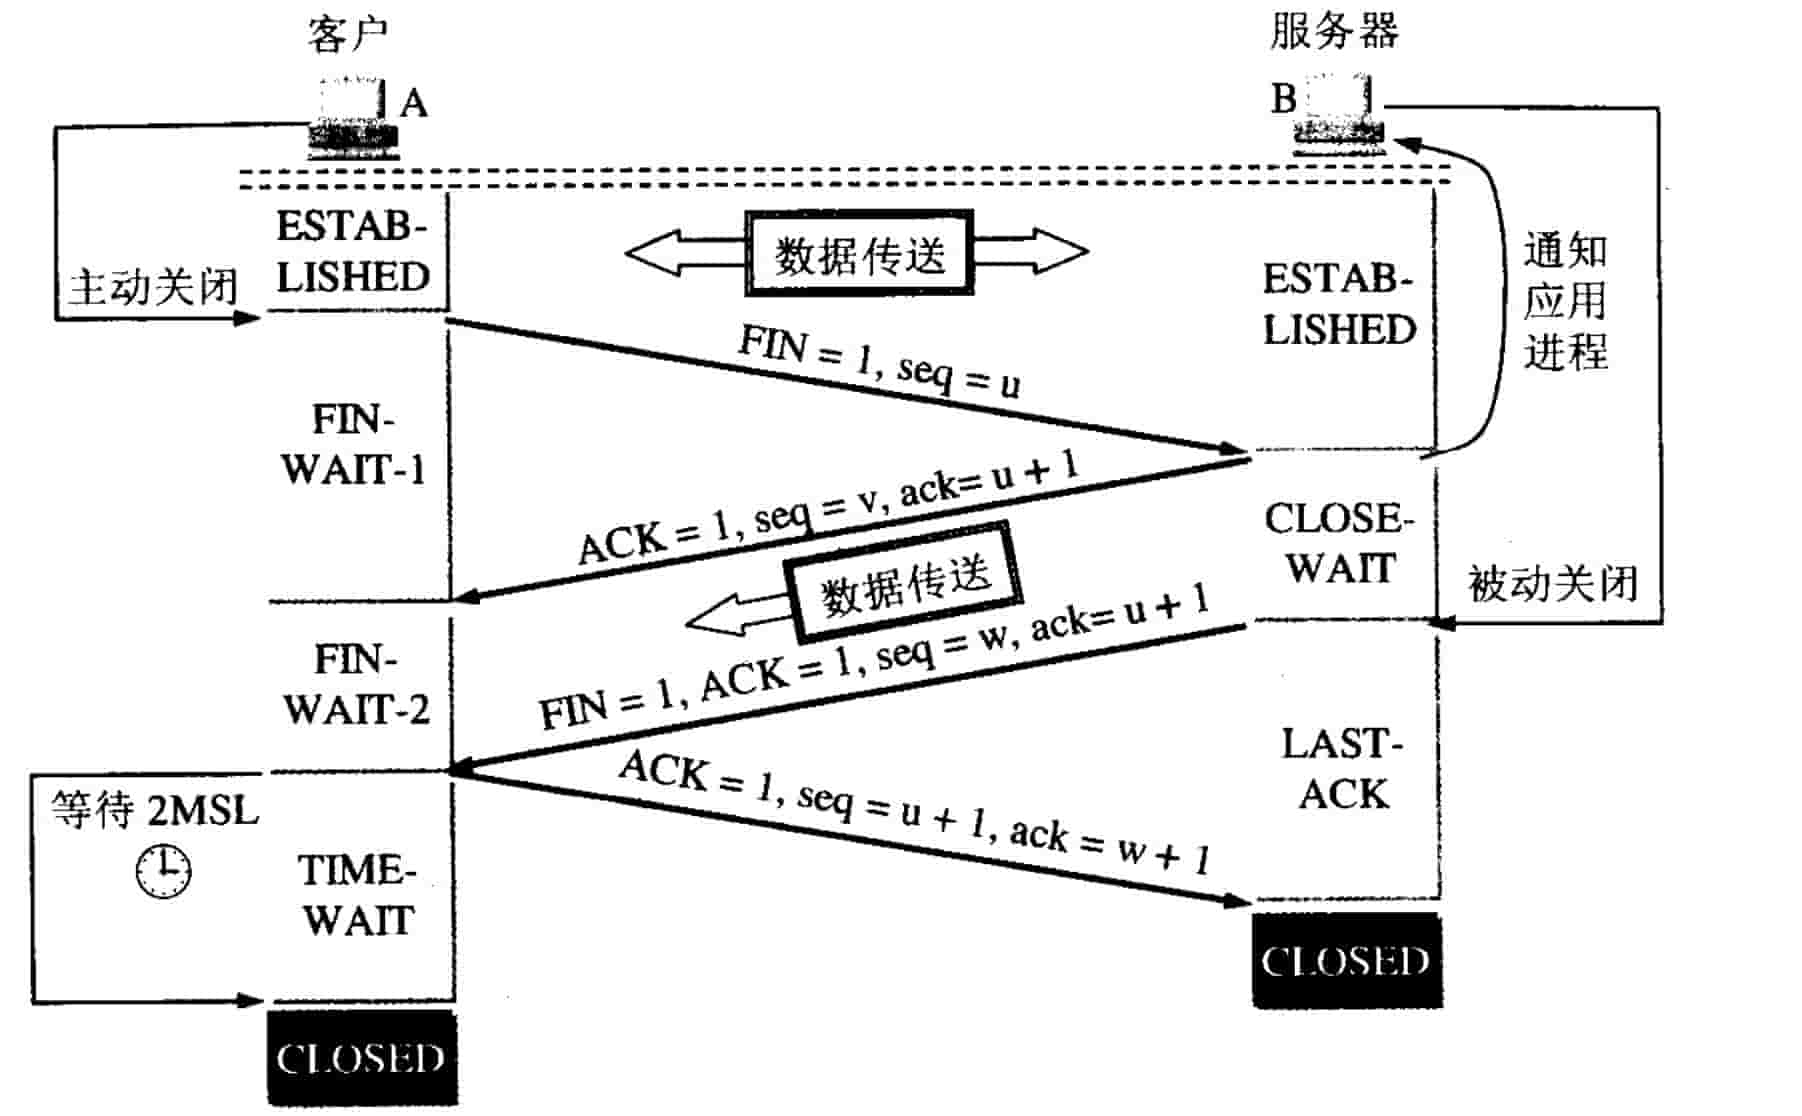 客户
服务器
A
B
ESTAB-
LISHED
数据传送
ESTAB-
LISHED
通知
应用
进程
主动关闭
FIN = 1, seq = u
FIN-
WAIT-1
ACK = 1, seq = v, ack= u + 1
CLOSE-
WAIT
数据传送
被动关闭
FIN-
WAIT-2
FIN = 1, ACK = 1, seq = w, ack= u + 1
LAST-
ACK
ACK = 1, seq = u + 1, ack = w + 1
等待 2MSL
TIME-
WAIT
CLOSED
CLOSED